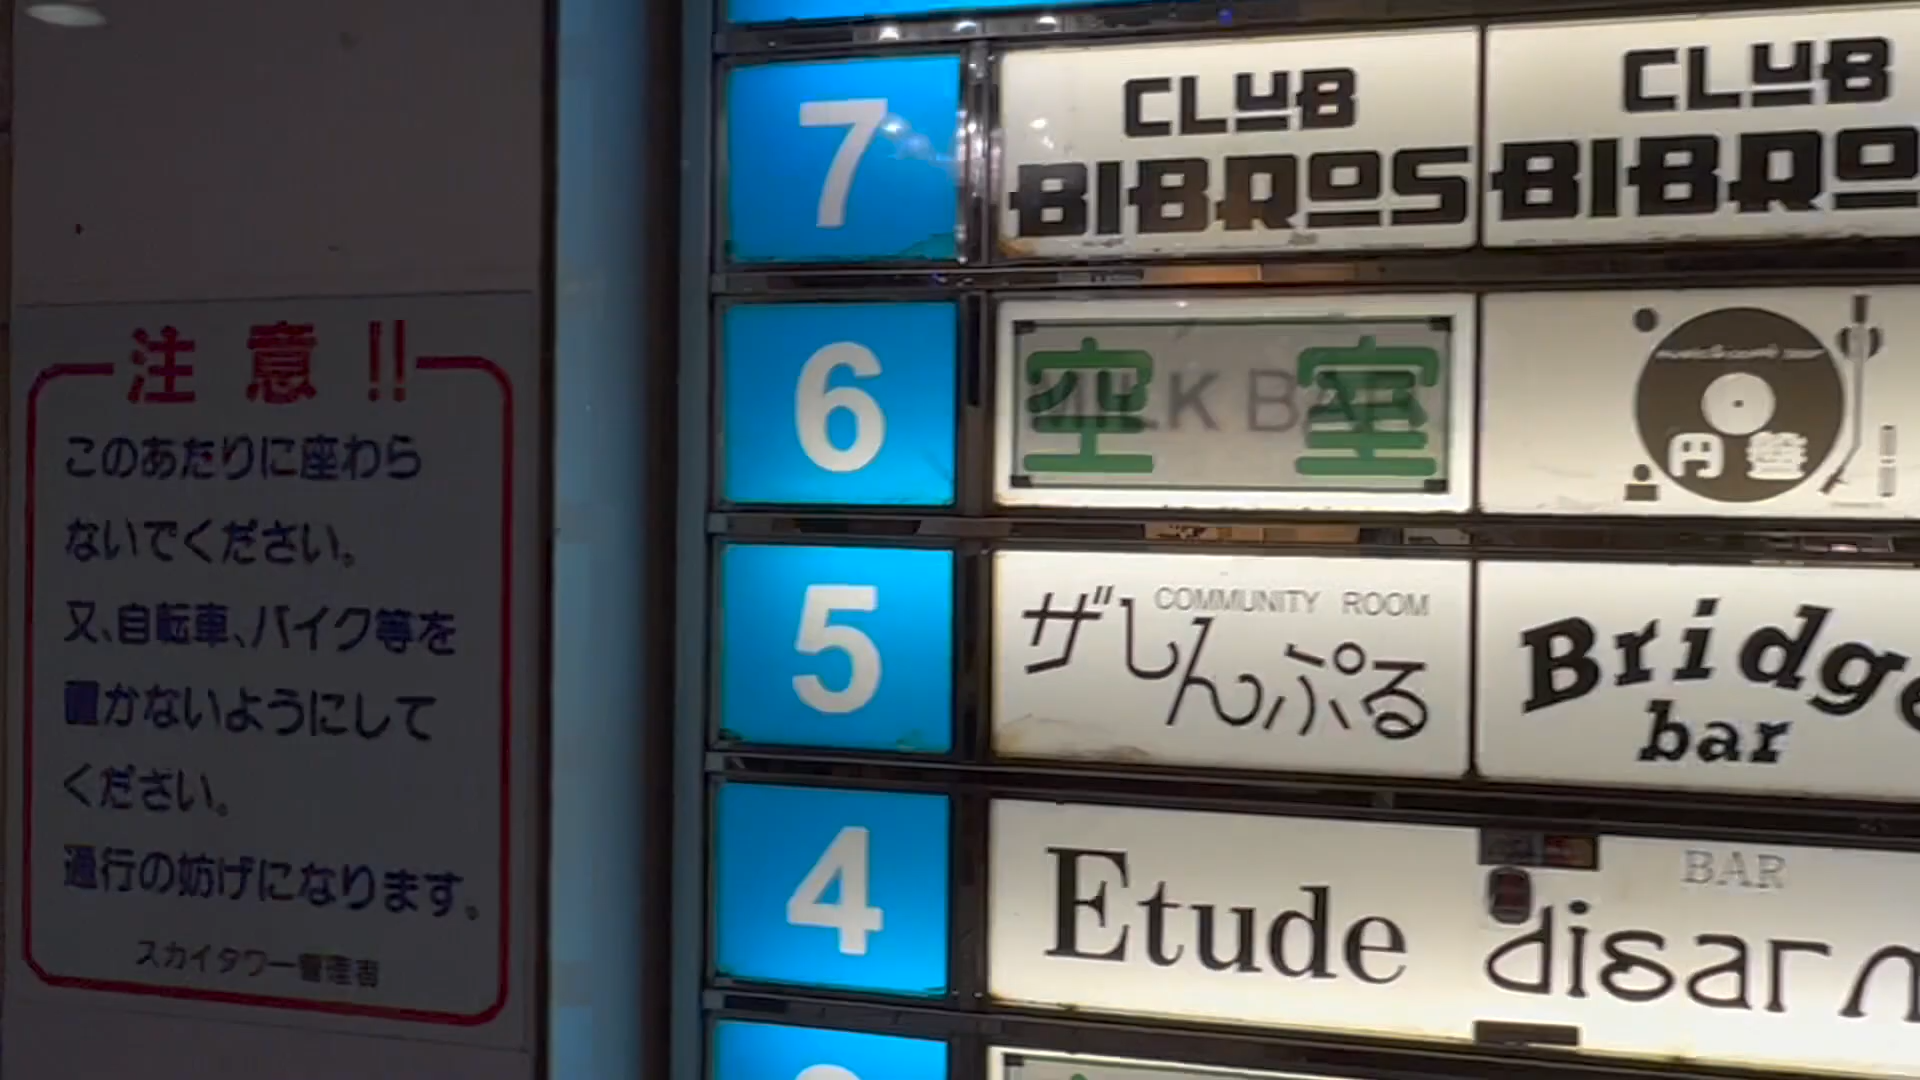 注意!!
このあたりに座わら
ないでください。
又、自転車、バイク等を
置かないようにして
ください。
通行の妨げになります。
スカイタワー管理者
7
CLUB
BIBROS
CLUB
BIBRO
6
空室
MILK BAR
円盤
5
COMMUNITY ROOM
ザしんぷる
Bridge
bar
4
Etude
BAR
disar